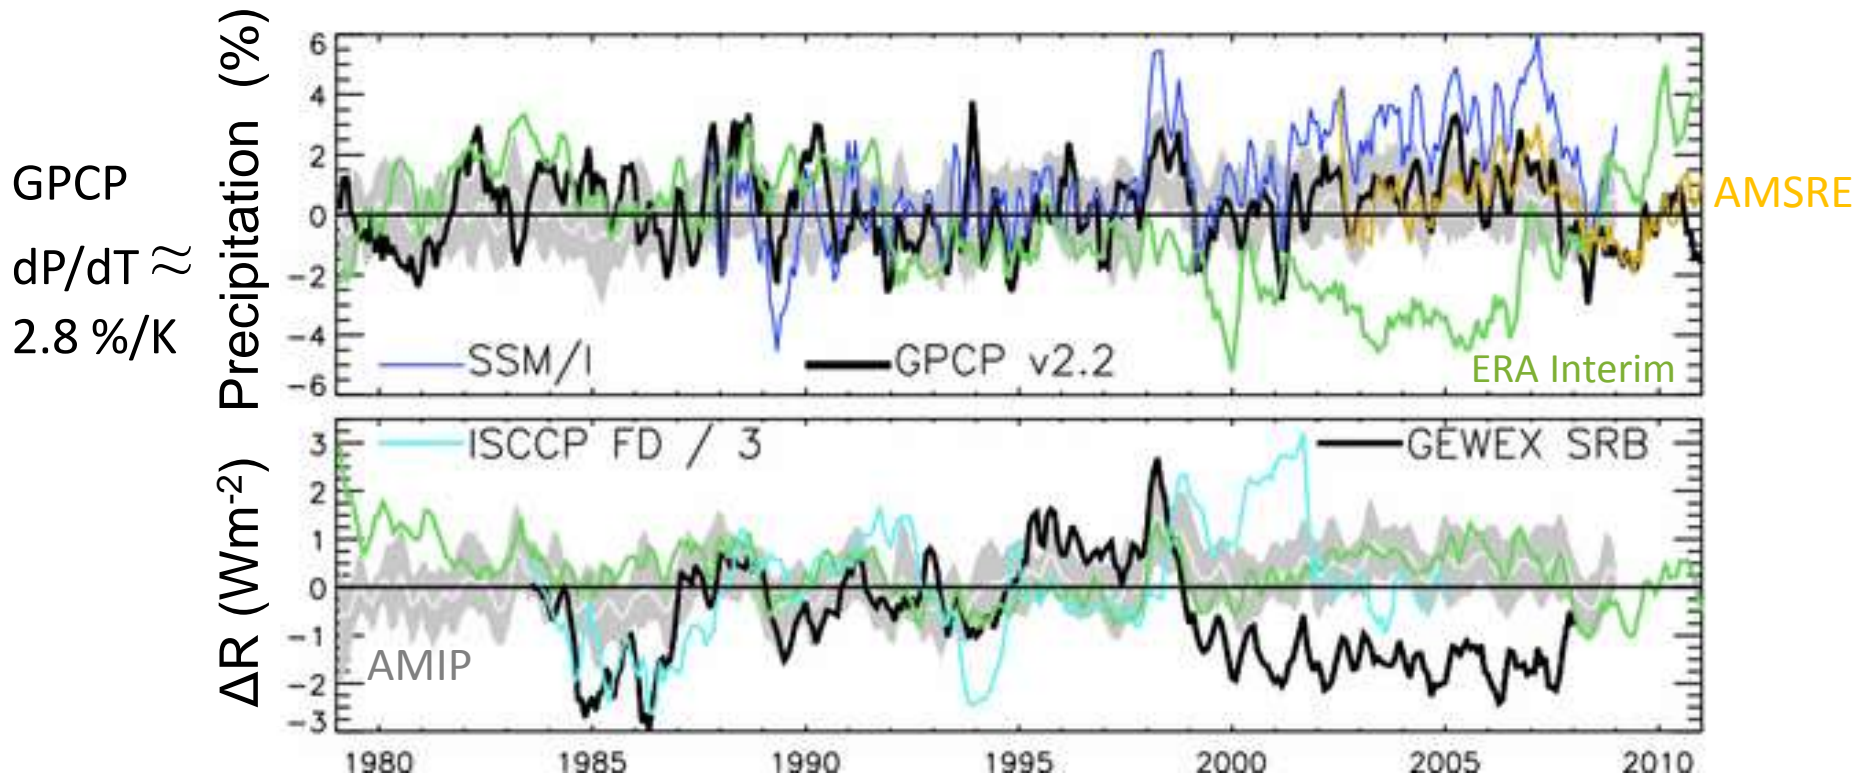 GPCP
dP/dT ≈
2.8 %/K
Precipitation (%)
6
4
2
0
−2
−4
−6
SSM/I
GPCP v2.2
ERA Interim
AMSRE
ΔR (Wm⁻²)
3
2
1
0
−1
−2
−3
ISCCP FD / 3
GEWEX SRB
AMIP
1980 1985 1990 1995 2000 2005 2010